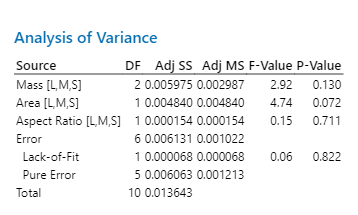 Analysis of Variance
Source DF Adj SS Adj MS F-Value P-Value
Mass [L,M,S] 2 0.005975 0.002987 2.92 0.130
Area [L,M,S] 1 0.004840 0.004840 4.74 0.072
Aspect Ratio [L,M,S] 1 0.000154 0.000154 0.15 0.711
Error 6 0.006131 0.001022
Lack-of-Fit 1 0.000068 0.000068 0.06 0.822
Pure Error 5 0.006063 0.001213
Total 10 0.013643